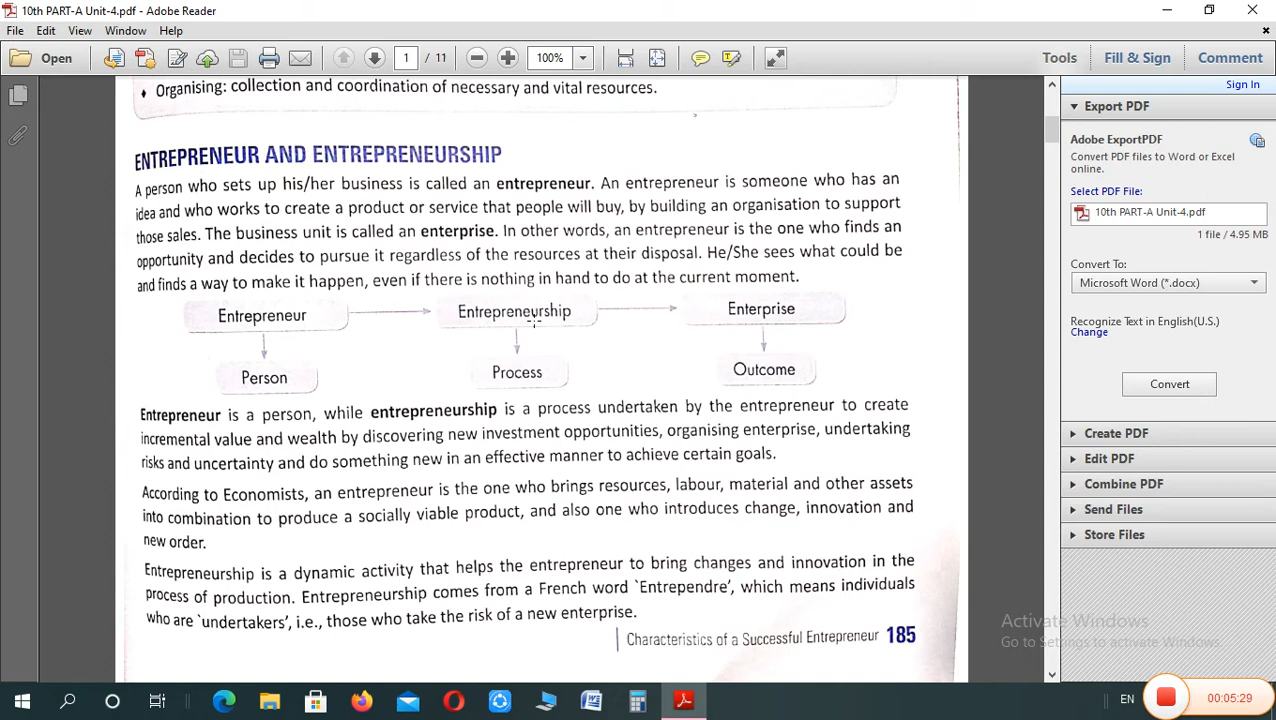 10th PART-A Unit-4.pdf - Adobe Reader
File Edit View Window Help
Open 1 / 11 100% Tools Fill & Sign Comment
♦ Organising: collection and coordination of necessary and vital resources.
ENTREPRENEUR AND ENTREPRENEURSHIP
A person who sets up his/her business is called an entrepreneur. An entrepreneur is someone who has an
idea and who works to create a product or service that people will buy, by building an organisation to support
those sales. The business unit is called an enterprise. In other words, an entrepreneur is the one who finds an
opportunity and decides to pursue it regardless of the resources at their disposal. He/She sees what could be
and finds a way to make it happen, even if there is nothing in hand to do at the current moment.
Entrepreneur Entrepreneurship Enterprise
Person Process Outcome
Entrepreneur is a person, while entrepreneurship is a process undertaken by the entrepreneur to create
incremental value and wealth by discovering new investment opportunities, organising enterprise, undertaking
risks and uncertainty and do something new in an effective manner to achieve certain goals.
According to Economists, an entrepreneur is the one who brings resources, labour, material and other assets
into combination to produce a socially viable product, and also one who introduces change, innovation and
new order.
Entrepreneurship is a dynamic activity that helps the entrepreneur to bring changes and innovation in the
process of production. Entrepreneurship comes from a French word `Entrependre', which means individuals
who are `undertakers', i.e., those who take the risk of a new enterprise.
Characteristics of a Successful Entrepreneur 185
Sign In
Export PDF
Adobe ExportPDF
Convert PDF files to Word or Excel
online.
Select PDF File:
10th PART-A Unit-4.pdf
1 file / 4.95 MB
Convert To:
Microsoft Word (*.docx)
Recognize Text in English(U.S.)
Change
Convert
Create PDF
Edit PDF
Combine PDF
Send Files
Store Files
Activate Windows
Go to Settings to activate Windows.
EN 00:05:29